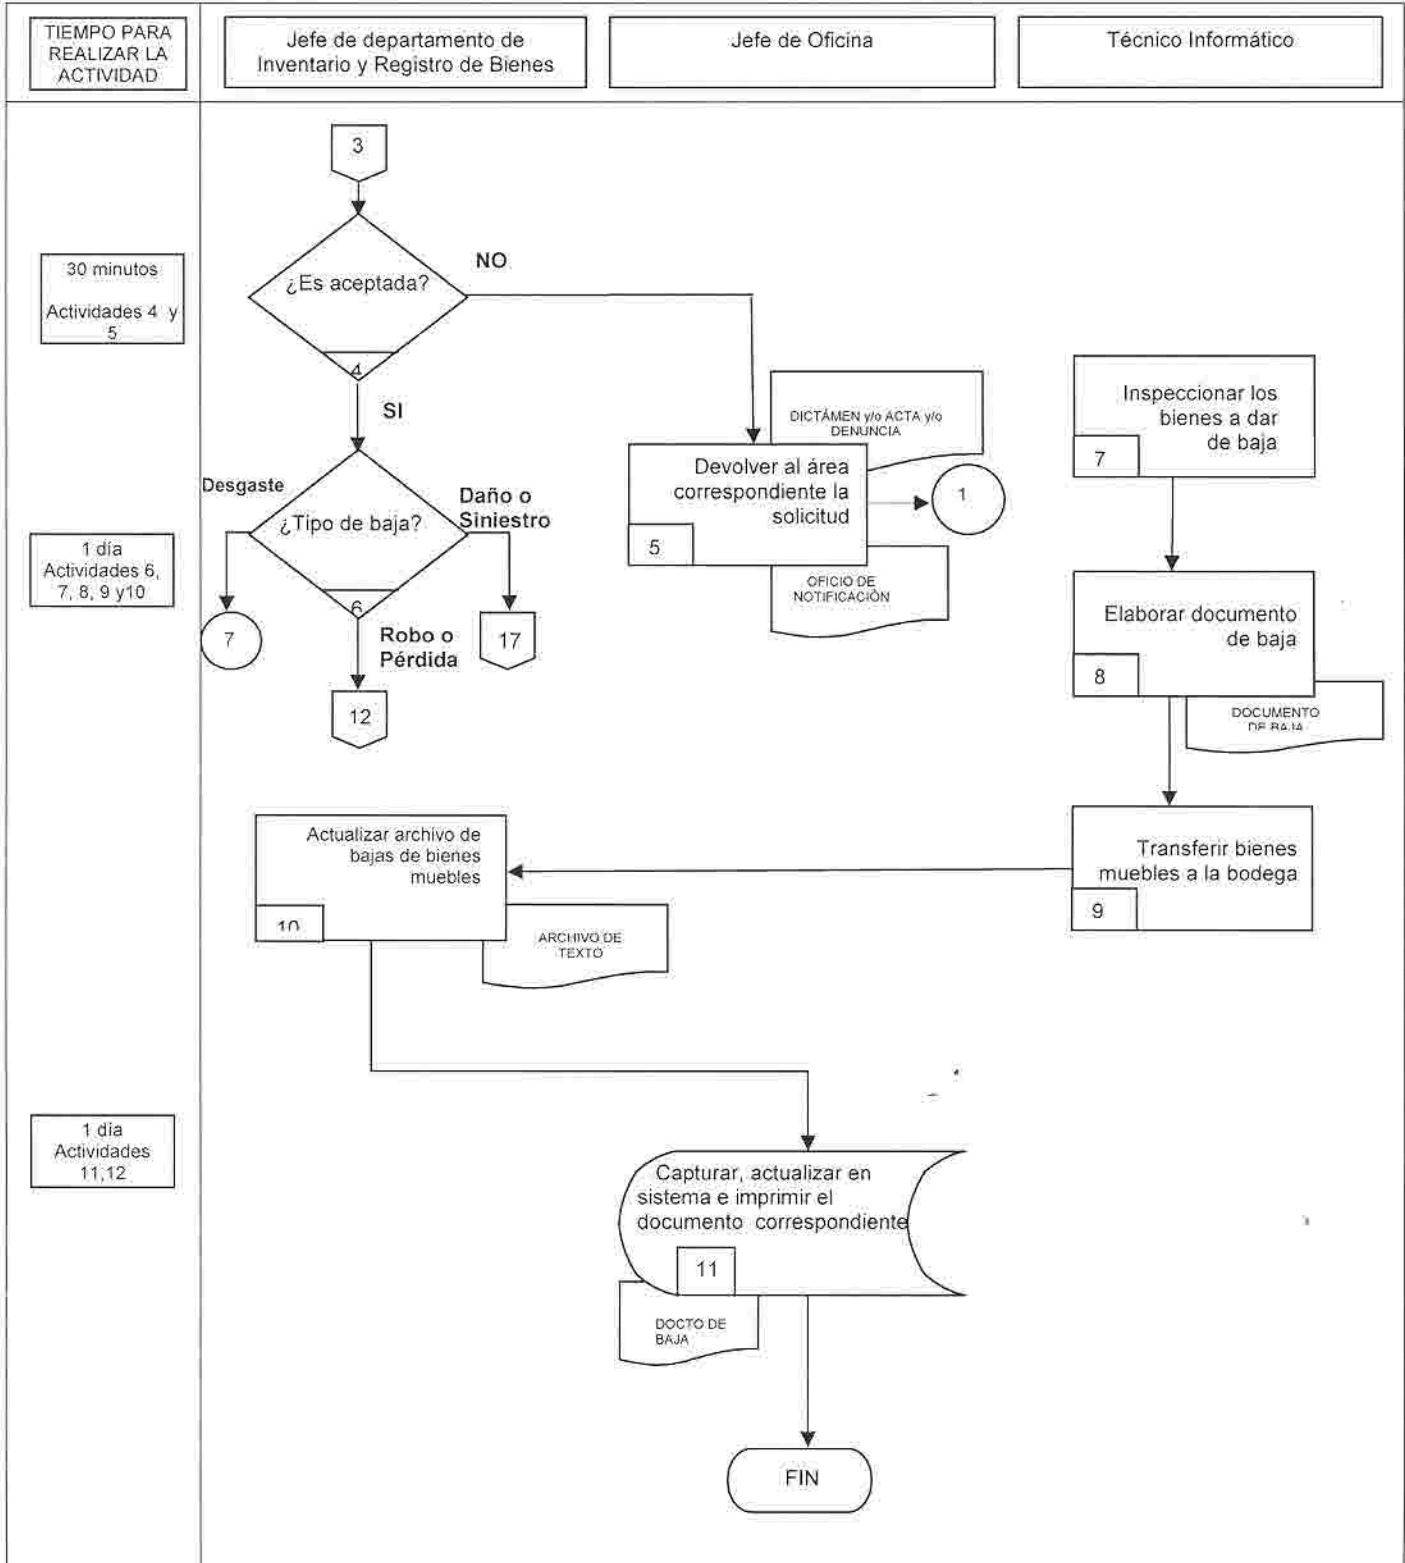 TIEMPO PARA
REALIZAR LA
ACTIVIDAD
Jefe de departamento de
Inventario y Registro de Bienes
Jefe de Oficina
Técnico Informático
3
30 minutos
Actividades 4 y
5
¿Es aceptada?
NO
4
SI
DICTÁMEN y/o ACTA y/o
DENUNCIA
Devolver al área
correspondiente la
solicitud
5
1
OFICIO DE
NOTIFICACIÓN
Inspeccionar los
bienes a dar
de baja
7
Desgaste
¿Tipo de baja?
Daño o
Siniestro
6
1 día
Actividades 6,
7, 8, 9 y10
7
Robo o
Pérdida
17
12
Elaborar documento
de baja
8
DOCUMENTO
DE BAJA
Actualizar archivo de
bajas de bienes
muebles
10
ARCHIVO DE
TEXTO
Transferir bienes
muebles a la bodega
9
1 día
Actividades
11,12
Capturar, actualizar en
sistema e imprimir el
documento correspondiente
11
DOCTO DE
BAJA
FIN